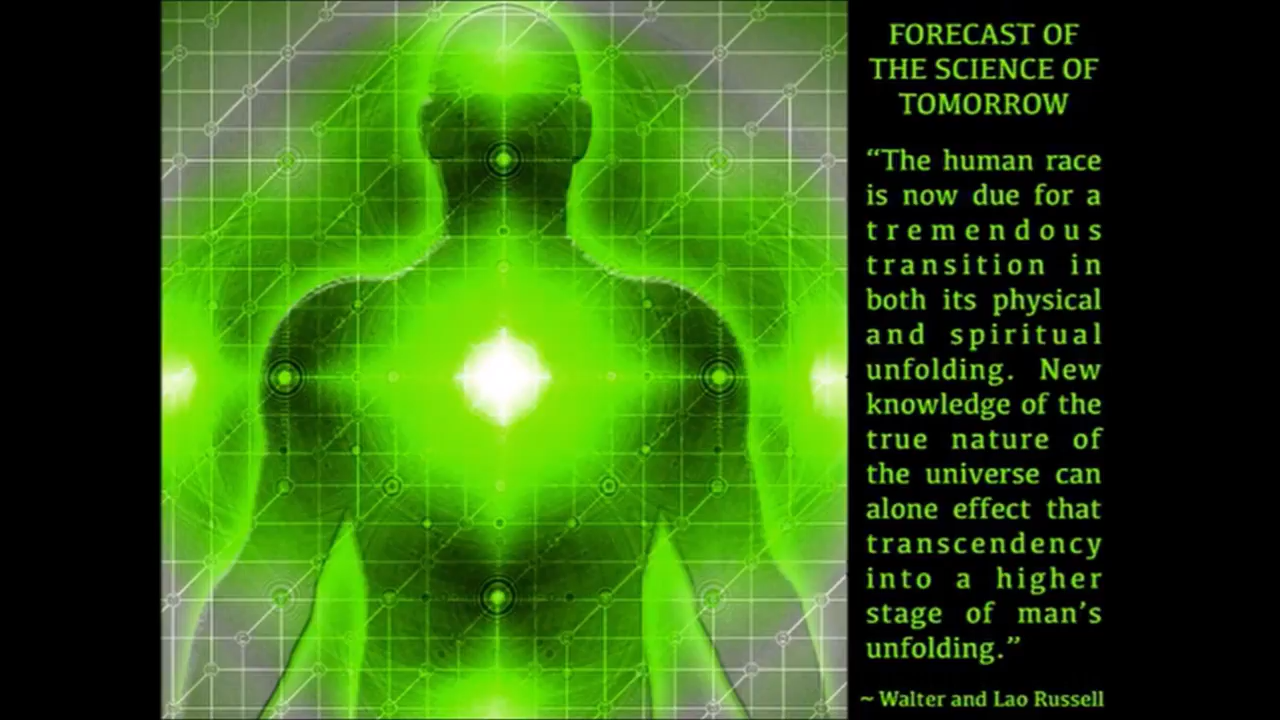 FORECAST OF
THE SCIENCE OF
TOMORROW
“The human race
is now due for a
tremendous
transition in
both its physical
and spiritual
unfolding. New
knowledge of the
true nature of
the universe can
alone effect that
transcendency
into a higher
stage of man’s
unfolding.”
~ Walter and Lao Russell